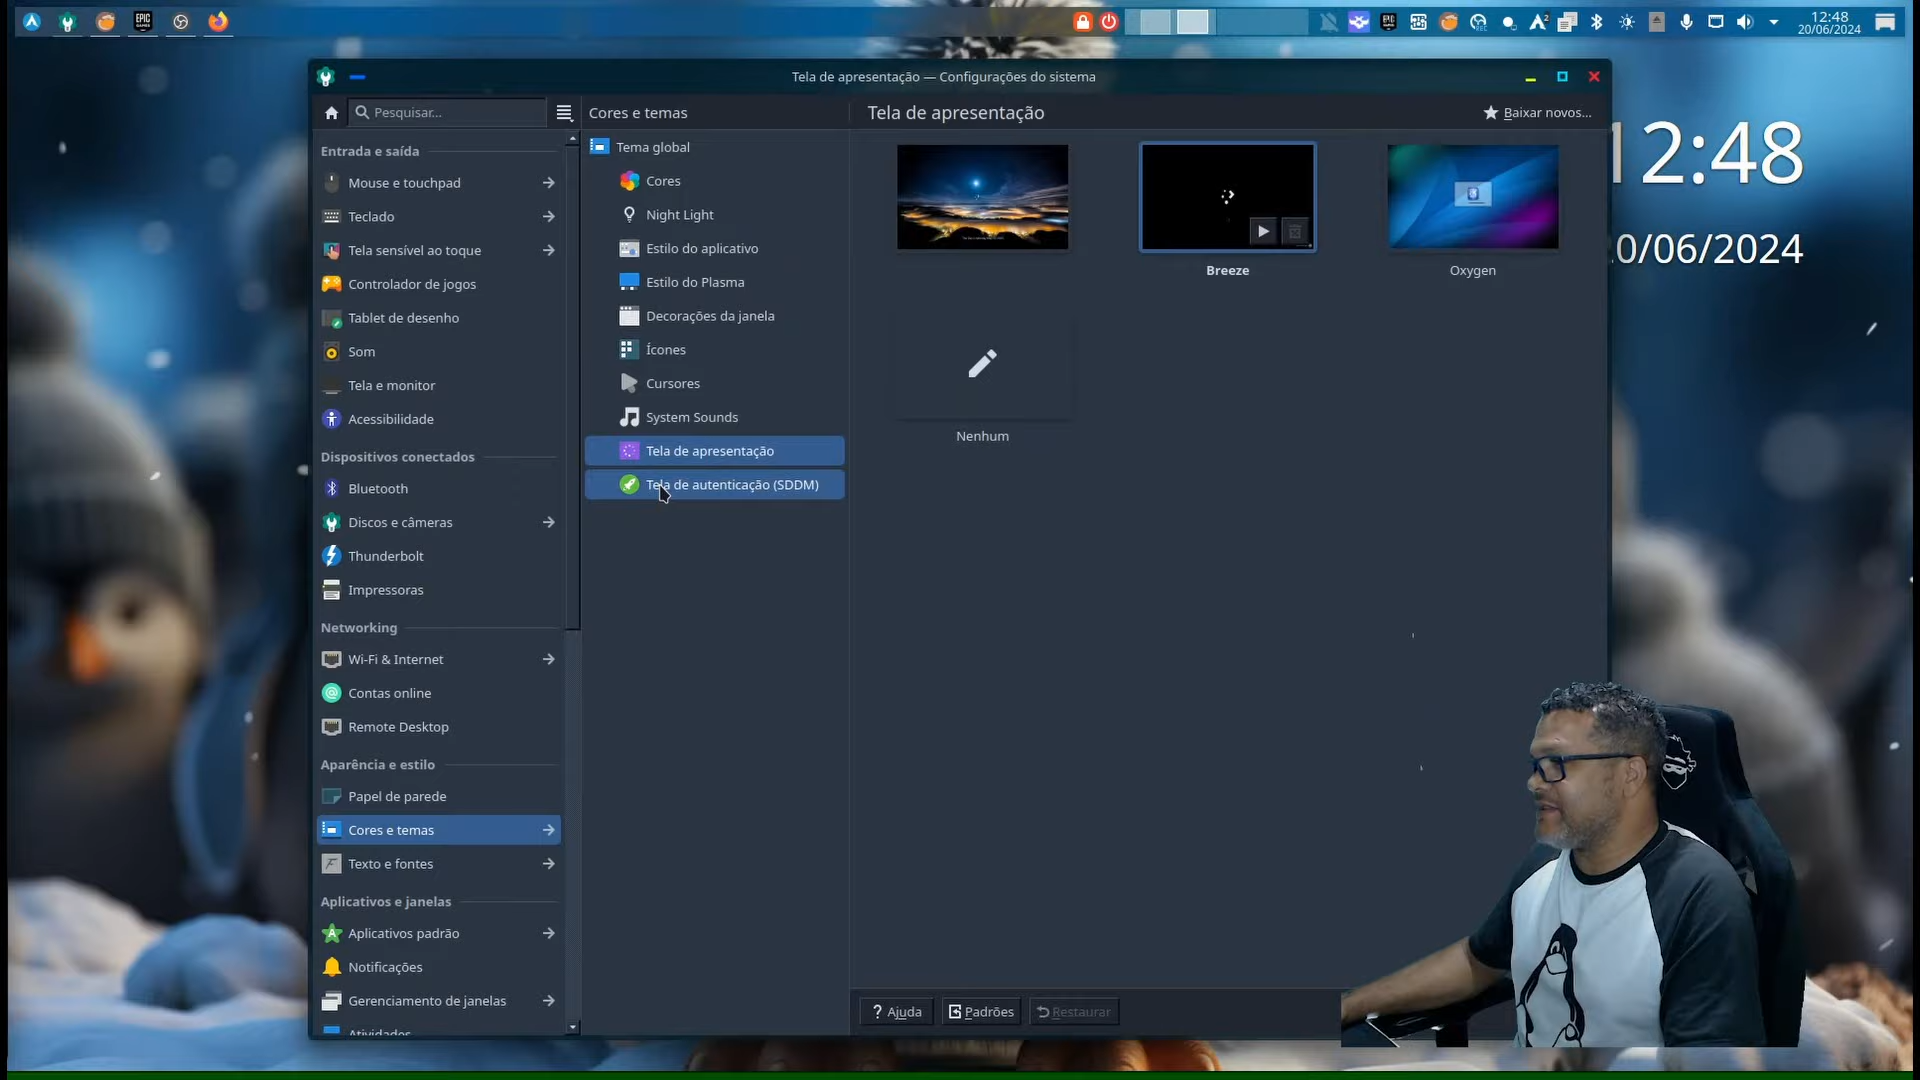 EPIC
GAMES
12:48
20/06/2024
Tela de apresentação — Configurações do sistema
Pesquisar...
Cores e temas
Tela de apresentação
Baixar novos...
Entrada e saída
Mouse e touchpad
Teclado
Tela sensível ao toque
Controlador de jogos
Tablet de desenho
Som
Tela e monitor
Acessibilidade
Dispositivos conectados
Bluetooth
Discos e câmeras
Thunderbolt
Impressoras
Networking
Wi-Fi & Internet
Contas online
Remote Desktop
Aparência e estilo
Papel de parede
Cores e temas
Texto e fontes
Aplicativos e janelas
Aplicativos padrão
Notificações
Gerenciamento de janelas
Atividades
Tema global
Cores
Night Light
Estilo do aplicativo
Estilo do Plasma
Decorações da janela
Ícones
Cursores
System Sounds
Tela de apresentação
Tela de autenticação (SDDM)
Breeze
Oxygen
Nenhum
? Ajuda
Padrões
Restaurar
12:48
20/06/2024